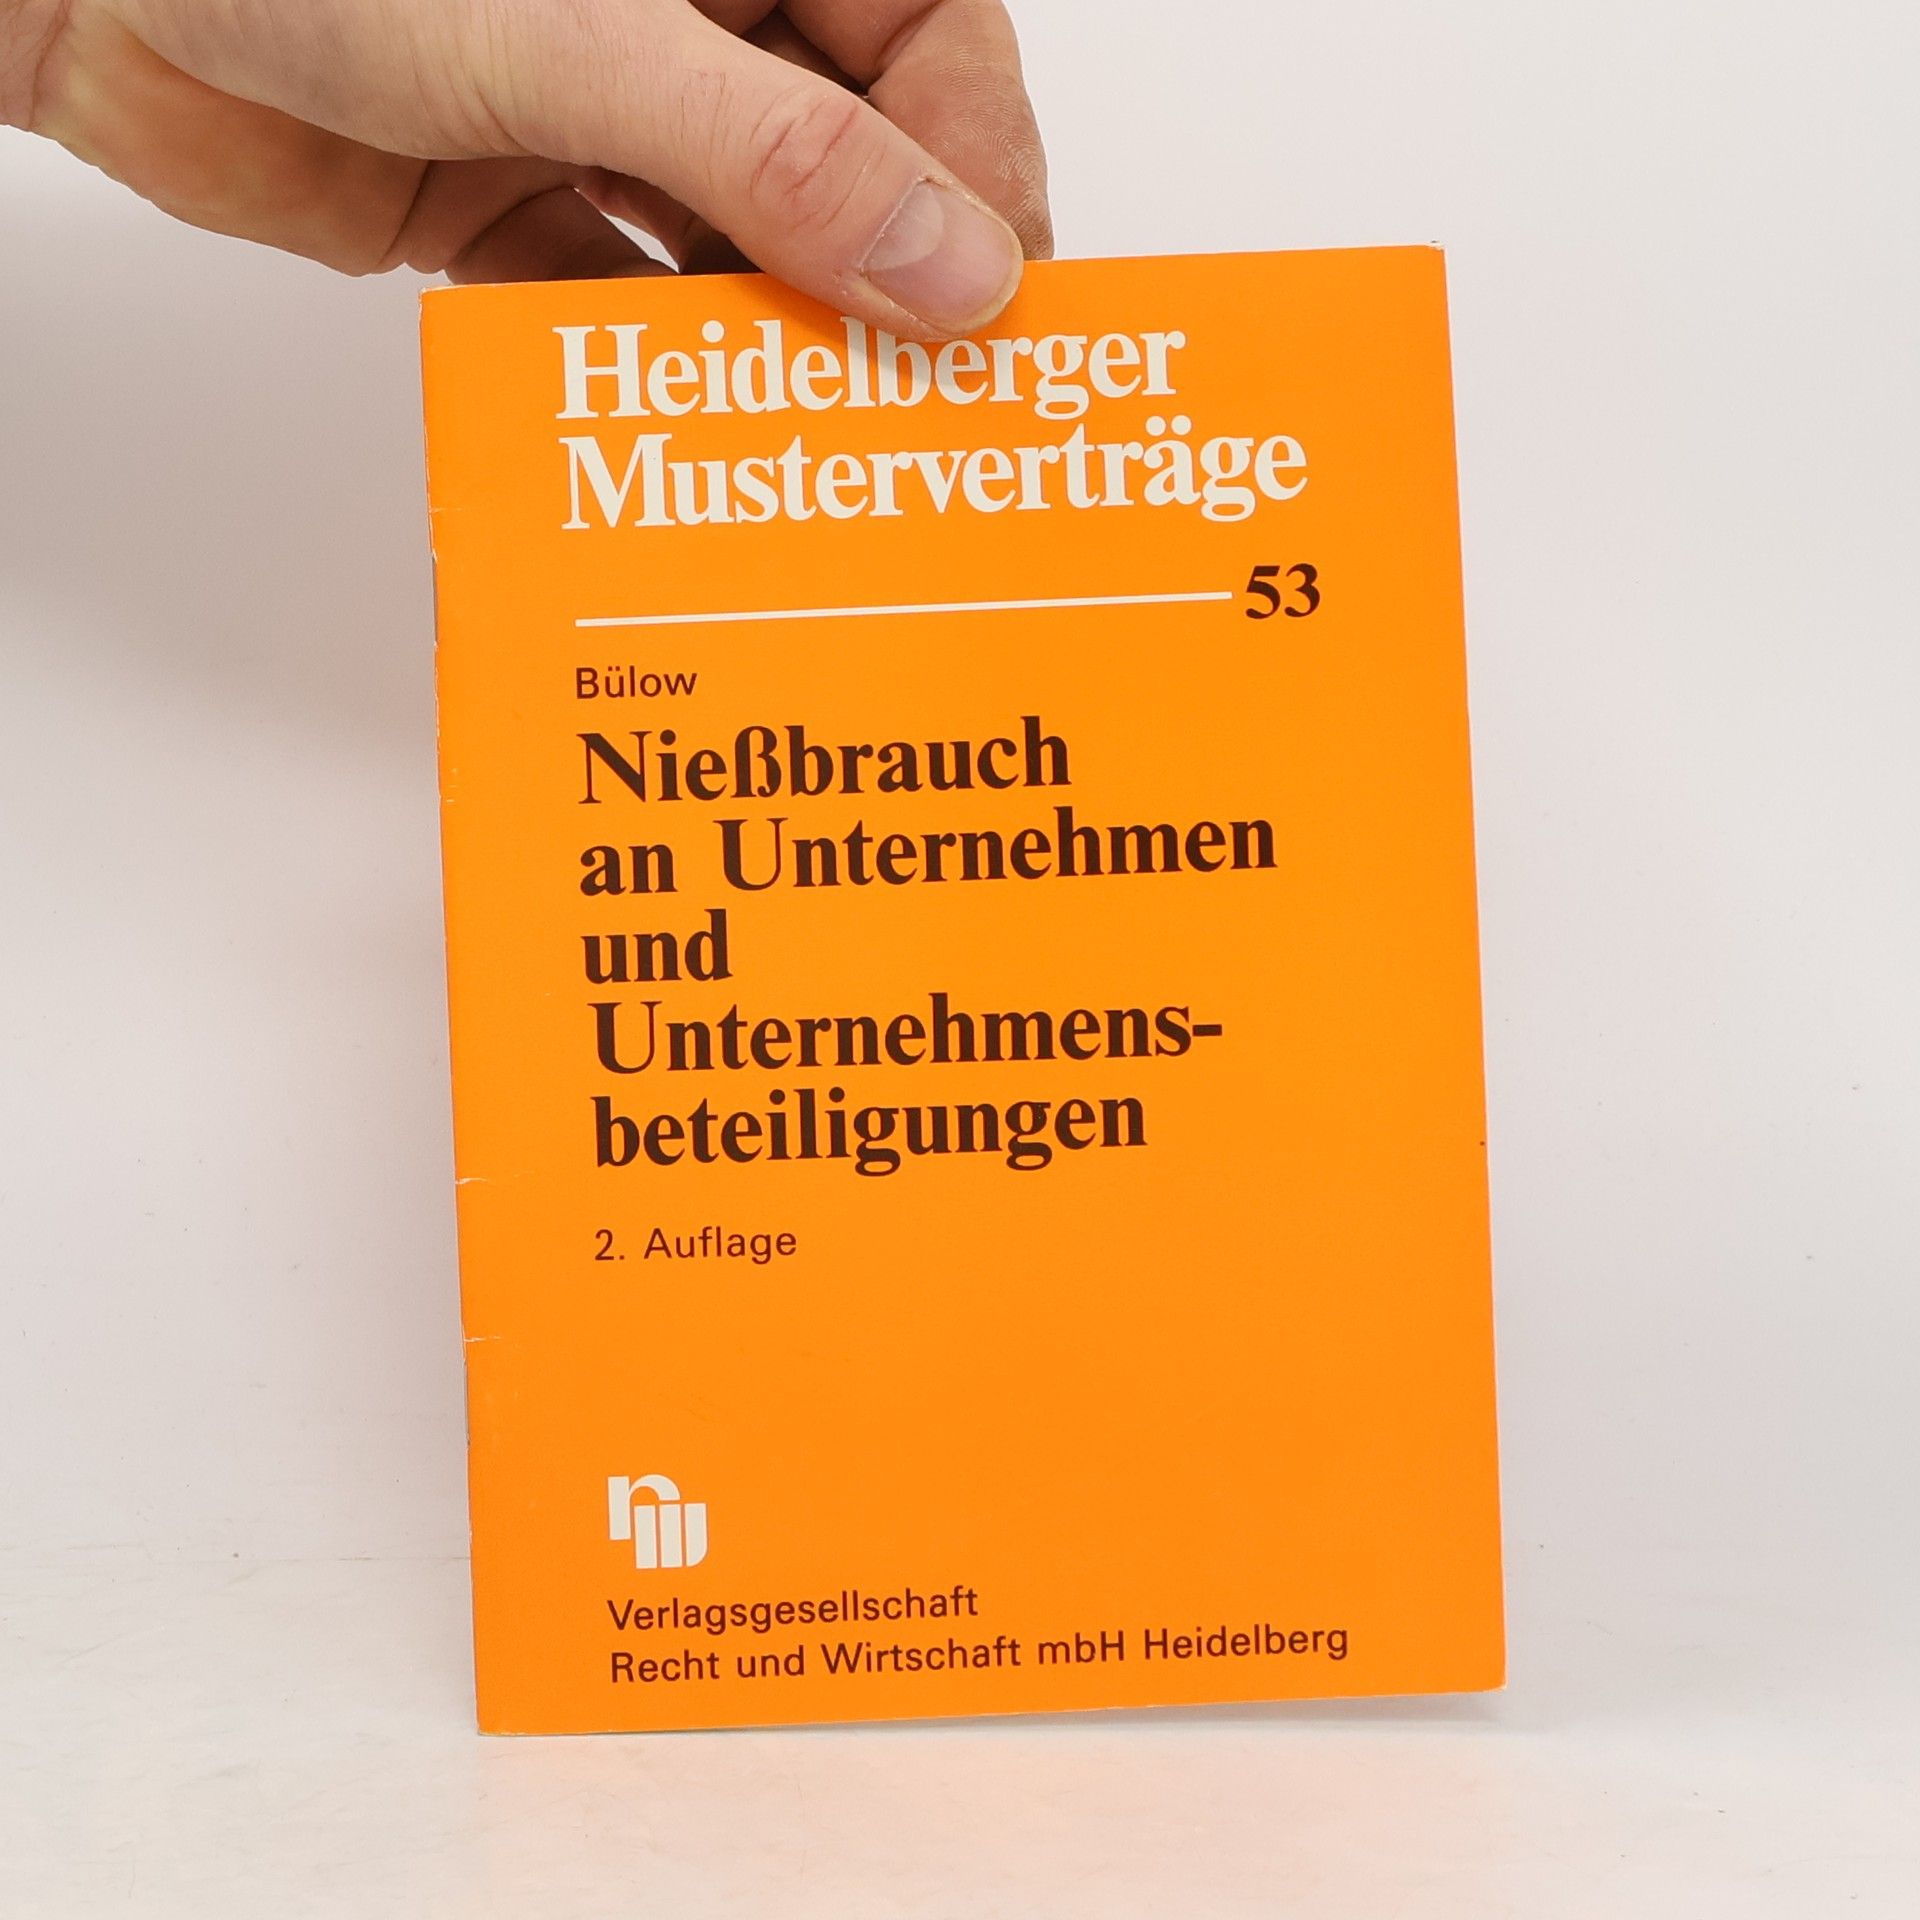 Heidelberger
Musterverträge
53
Bülow
Nießbrauch
an Unternehmen
und
Unternehmens-
beteiligungen
2. Auflage
Verlagsgesellschaft
Recht und Wirtschaft mbH Heidelberg